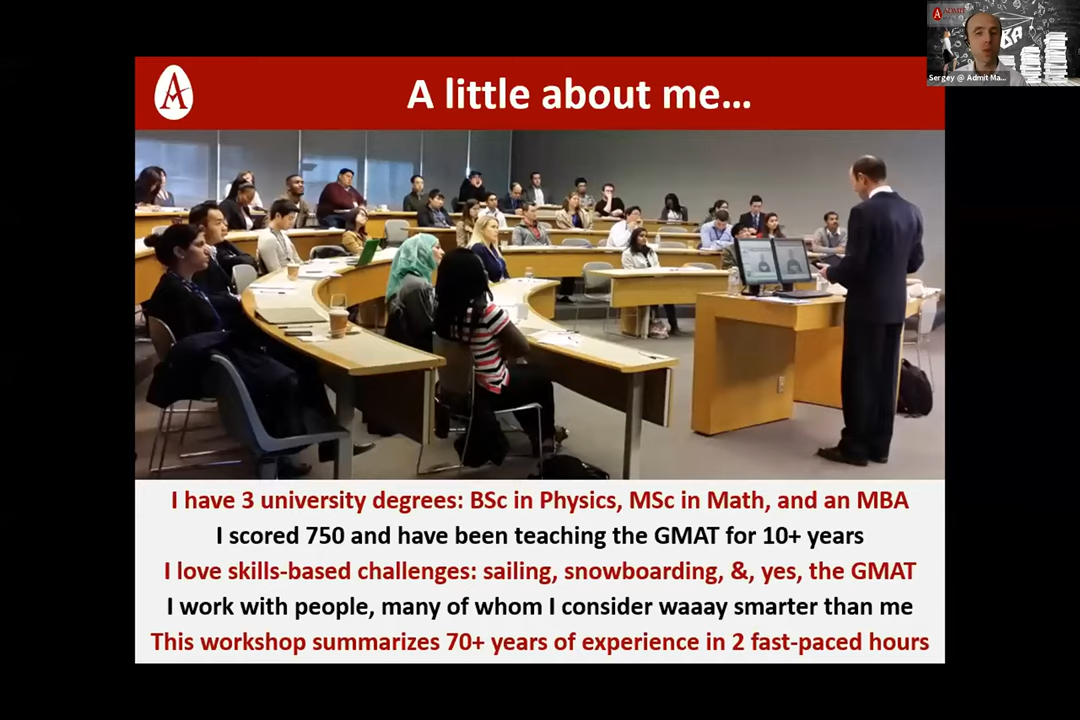 A little about me...
I have 3 university degrees: BSc in Physics, MSc in Math, and an MBA
I scored 750 and have been teaching the GMAT for 10+ years
I love skills-based challenges: sailing, snowboarding, &, yes, the GMAT
I work with people, many of whom I consider waaay smarter than me
This workshop summarizes 70+ years of experience in 2 fast-paced hours
ADMIT
BA
Sergey @ Admit Ma...